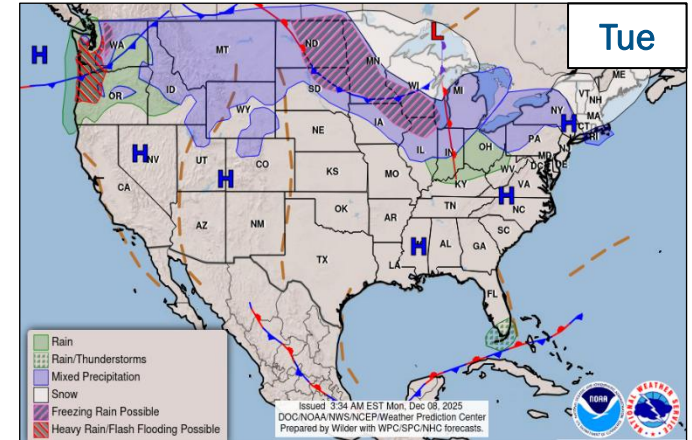 Tue
H
L
WA
MT
ND
MN
ME
OR
ID
SD
WI
MI
VT
NH
WY
NY
MA
CT
RI
H
IA
PA
NE
IL
IN
OH
NJ
MD
DE
DC
H
NV
UT
CO
WV
VA
H
KS
MO
KY
H
CA
NC
TN
OK
AR
SC
AZ
NM
H
AL
GA
TX
LA
FL
Rain
Rain/Thunderstorms
Mixed Precipitation
Snow
Freezing Rain Possible
Heavy Rain/Flash Flooding Possible
Issued 3:34 AM EST Mon, Dec 08, 2025
DOC/NOAA/NWS/NCEP/Weather Prediction Center
Prepared by Wilder with WPC/SPC/NHC forecasts.
NOAA